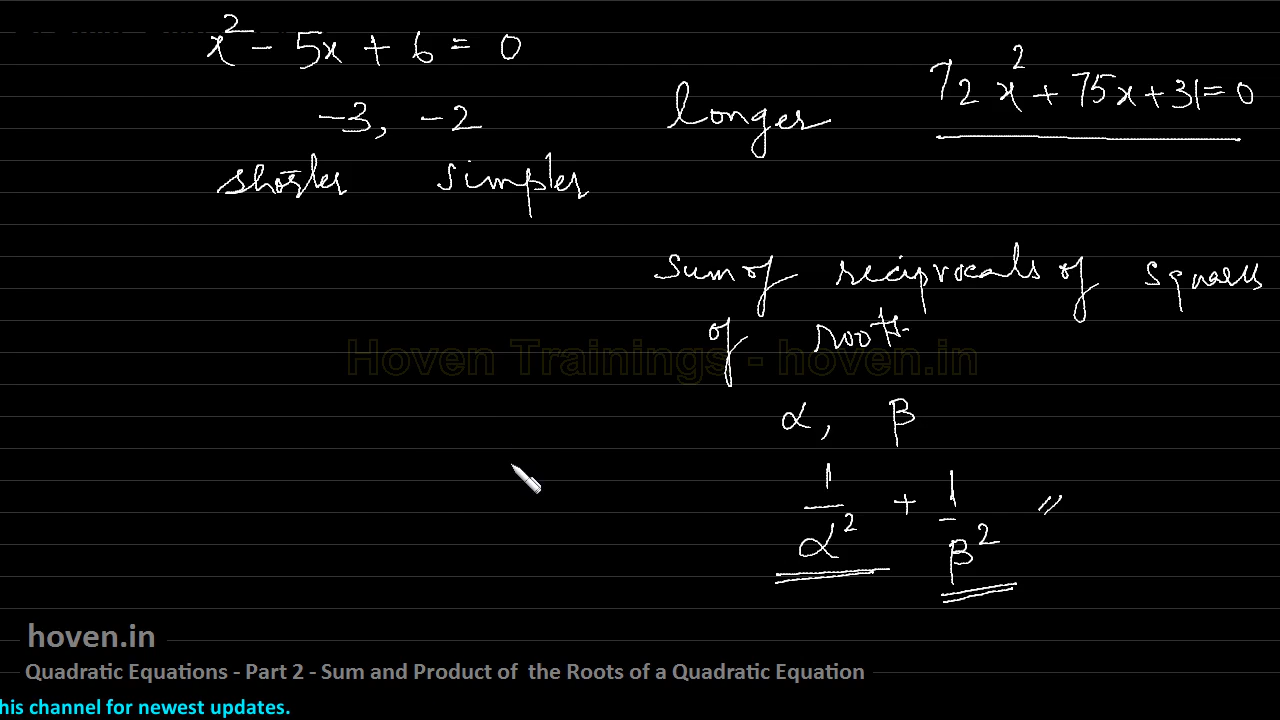 x² - 5x + 6 = 0
72x² + 75x + 31 = 0
-3, -2
longer
shorter simpler
sum of reciprocals of squares
of roots
Hoven Trainings - hoven.in
α, β
1/α² + 1/β²
hoven.in
Quadratic Equations - Part 2 - Sum and Product of the Roots of a Quadratic Equation
his channel for newest updates.